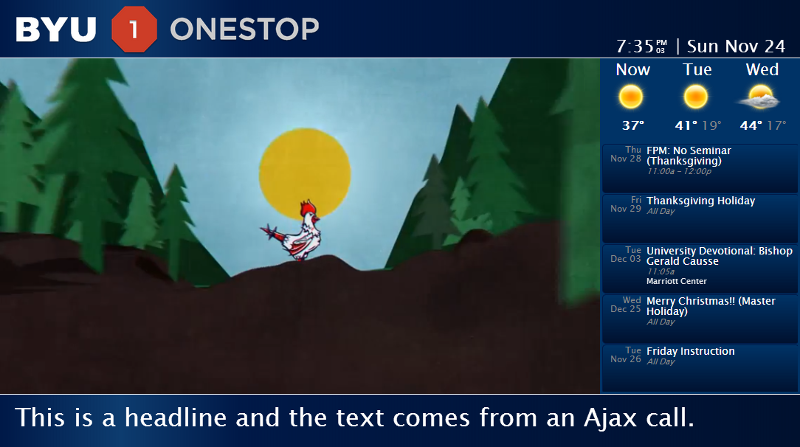 BYU 1 ONESTOP
7:35 PM 03 | Sun Nov 24
Now Tue Wed
37° 41° 19° 44° 17°
Thu
Nov 28
FPM: No Seminar
(Thanksgiving)
11:00a - 12:00p
Fri
Nov 29
Thanksgiving Holiday
All Day
Tue
Dec 03
University Devotional: Bishop
Gerald Causse
11:05a
Marriott Center
Wed
Dec 25
Merry Christmas!! (Master
Holiday)
All Day
Tue
Nov 26
Friday Instruction
All Day
This is a headline and the text comes from an Ajax call.